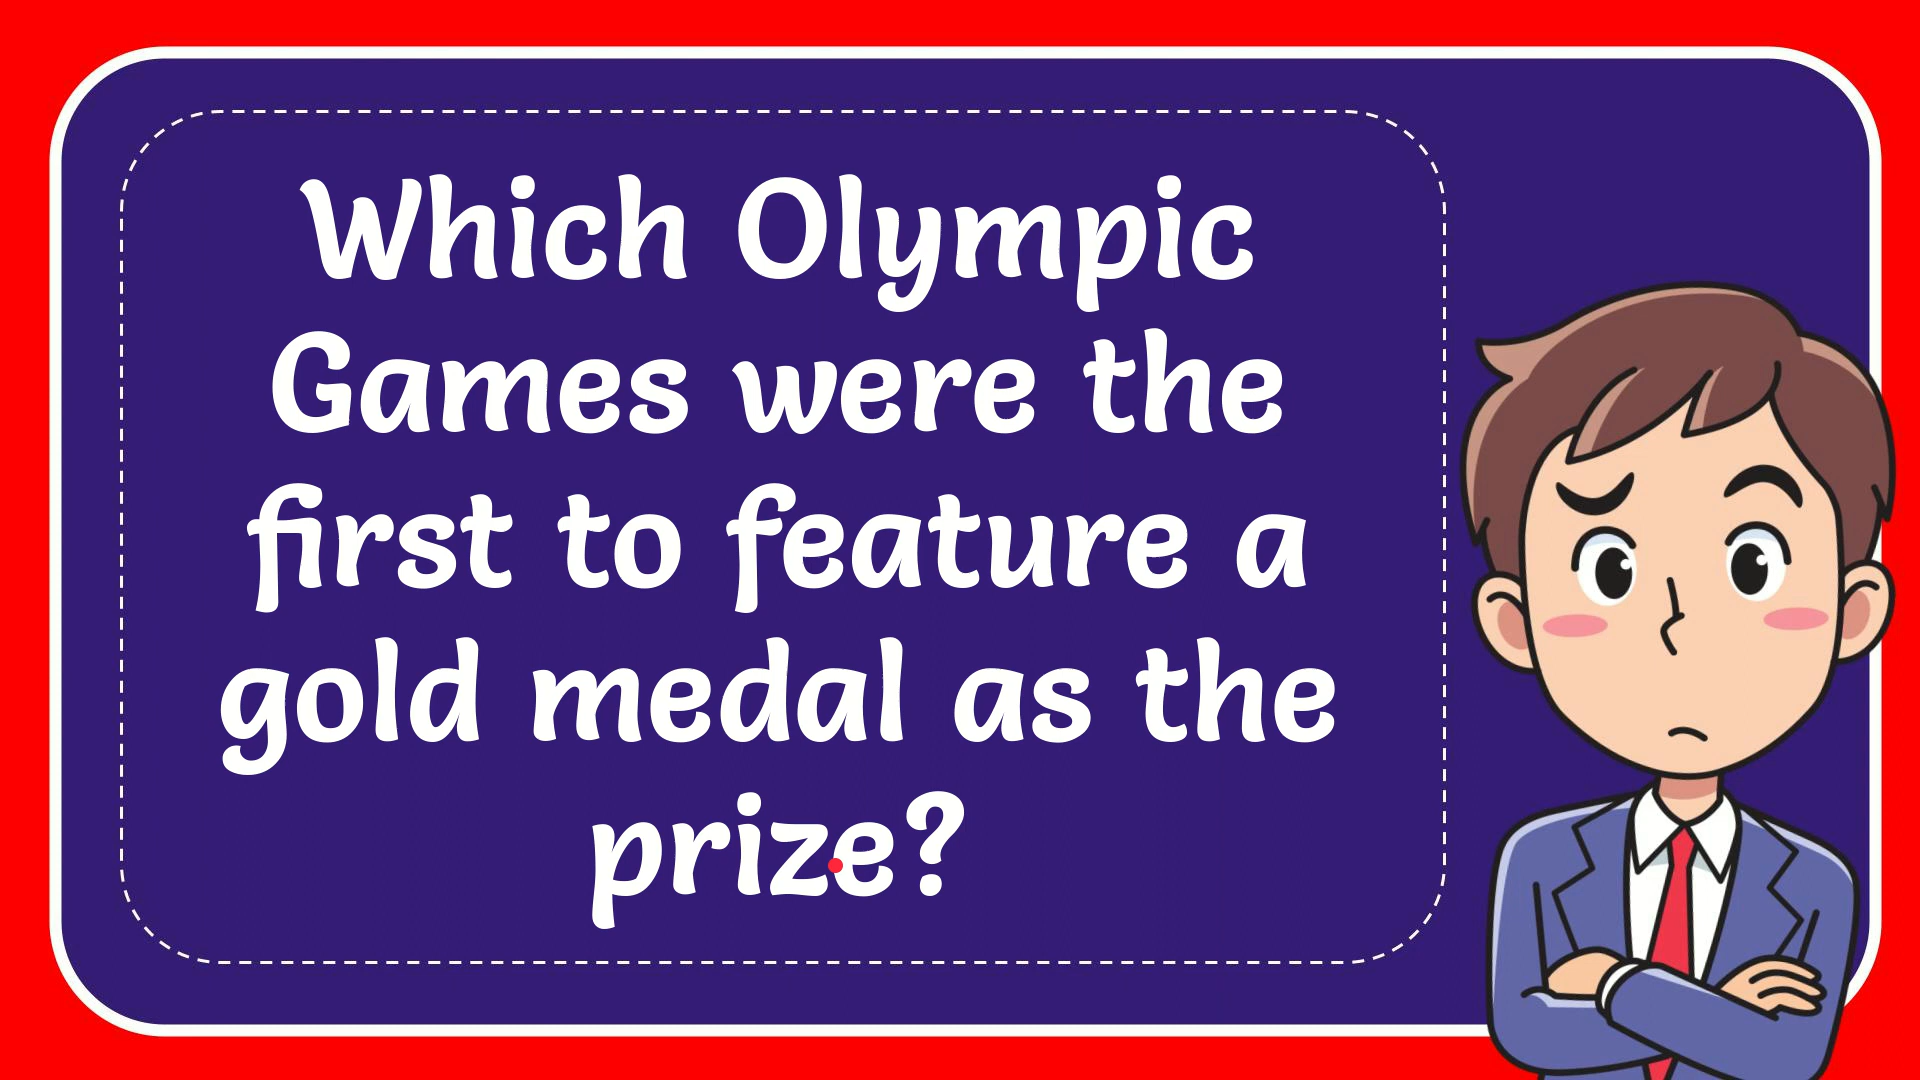 Which Olympic
Games were the
first to feature a
gold medal as the
prize?